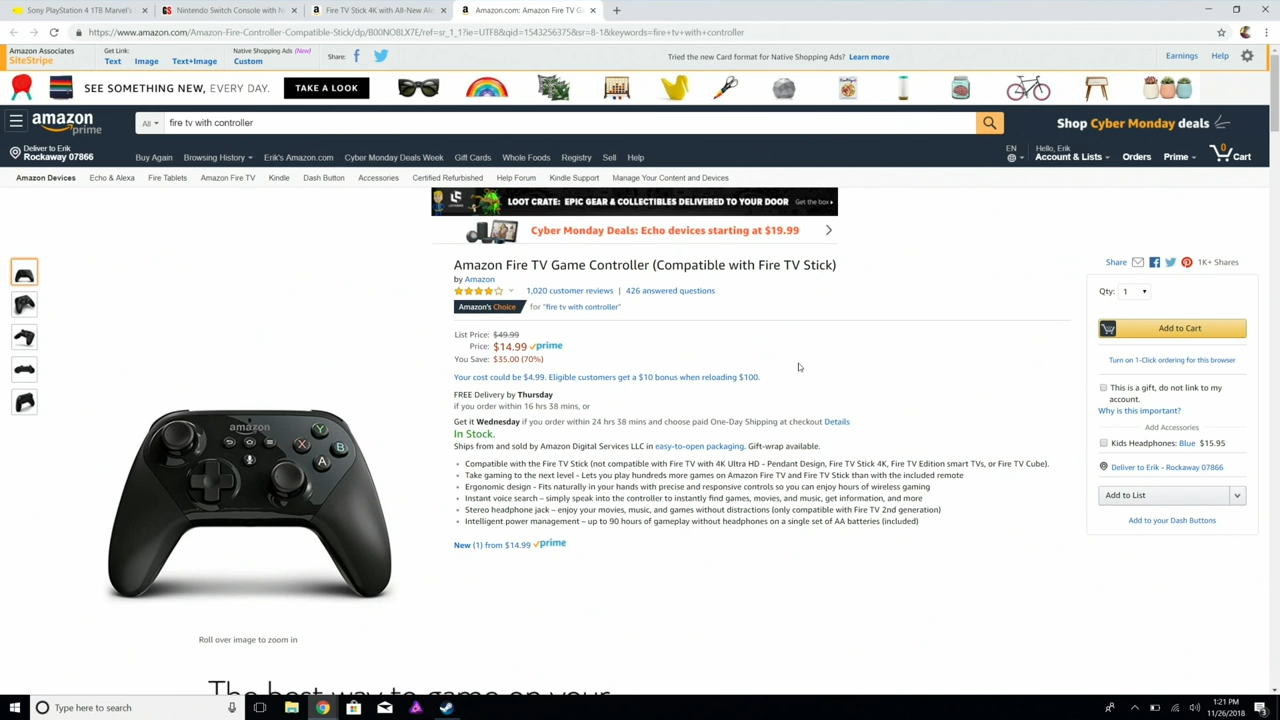 Sony PlayStation 4 1TB Marvel's
Nintendo Switch Console with N
Fire TV Stick 4K with All-New Al
Amazon.com: Amazon Fire TV G
https://www.amazon.com/Amazon-Fire-Controller-Compatible-Stick/dp/B00NO8LX7E/ref=sr_1_1?ie=UTF8&qid=1543256375&sr=8-1&keywords=fire+tv+with+controller
Amazon Associates
SiteStripe
Get Link:
Text Image Text+Image
Native Shopping Ads (New)
Custom
Share:
Tried the new Card format for Native Shopping Ads? Learn more
Earnings Help
SEE SOMETHING NEW, EVERY DAY. TAKE A LOOK
amazon
prime
All
fire tv with controller
Shop Cyber Monday deals
Deliver to Erik
Rockaway 07866
Buy Again Browsing History Erik's Amazon.com Cyber Monday Deals Week Gift Cards Whole Foods Registry Sell Help
EN
Hello, Erik
Account & Lists Orders Prime 0 Cart
Amazon Devices Echo & Alexa Fire Tablets Amazon Fire TV Kindle Dash Button Accessories Certified Refurbished Help Forum Kindle Support Manage Your Content and Devices
LOOT CRATE: EPIC GEAR & COLLECTIBLES DELIVERED TO YOUR DOOR Get the box
Cyber Monday Deals: Echo devices starting at $19.99
Amazon Fire TV Game Controller (Compatible with Fire TV Stick)
by Amazon
1,020 customer reviews | 426 answered questions
Amazon's Choice for "fire tv with controller"
List Price: $49.99
Price: $14.99 prime
You Save: $35.00 (70%)
Your cost could be $4.99. Eligible customers get a $10 bonus when reloading $100.
FREE Delivery by Thursday
if you order within 16 hrs 38 mins, or
Get it Wednesday if you order within 24 hrs 38 mins and choose paid One-Day Shipping at checkout Details
In Stock.
Ships from and sold by Amazon Digital Services LLC in easy-to-open packaging. Gift-wrap available.
Compatible with the Fire TV Stick (not compatible with Fire TV with 4K Ultra HD - Pendant Design, Fire TV Stick 4K, Fire TV Edition smart TVs, or Fire TV Cube).
Take gaming to the next level - Lets you play hundreds more games on Amazon Fire TV and Fire TV Stick than with the included remote
Ergonomic design - Fits naturally in your hands with precise and responsive controls so you can enjoy hours of wireless gaming
Instant voice search – simply speak into the controller to instantly find games, movies, and music, get information, and more
Stereo headphone jack – enjoy your movies, music, and games without distractions (only compatible with Fire TV 2nd generation)
Intelligent power management – up to 90 hours of gameplay without headphones on a single set of AA batteries (included)
New (1) from $14.99 prime
Share 1K+ Shares
Qty: 1
Add to Cart
Turn on 1-Click ordering for this browser
This is a gift, do not link to my
account.
Why is this important?
Add Accessories
Kids Headphones: Blue $15.95
Deliver to Erik - Rockaway 07866
Add to List
Add to your Dash Buttons
amazon
Y
X
B
A
Roll over image to zoom in
The best way to game on your
Type here to search
1:21 PM
11/26/2018
3